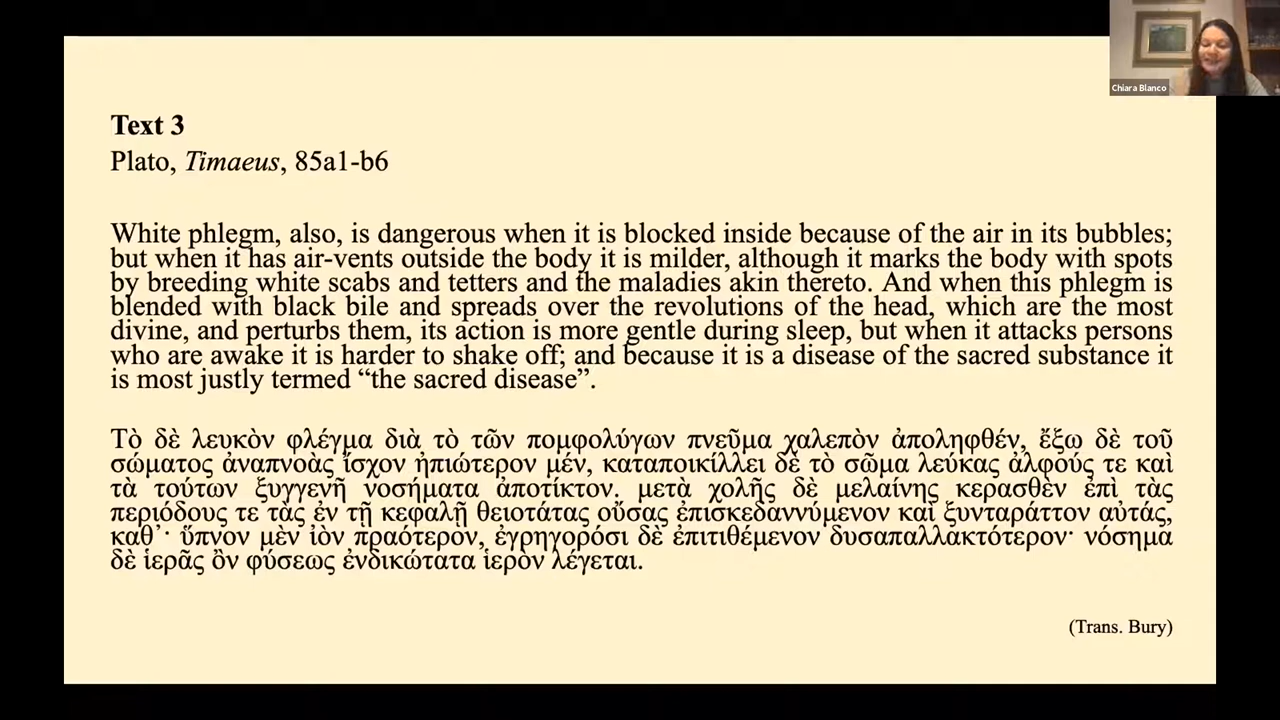 Chiara Blanco
Text 3
Plato, Timaeus, 85a1-b6
White phlegm, also, is dangerous when it is blocked inside because of the air in its bubbles;
but when it has air-vents outside the body it is milder, although it marks the body with spots
by breeding white scabs and tetters and the maladies akin thereto. And when this phlegm is
blended with black bile and spreads over the revolutions of the head, which are the most
divine, and perturbs them, its action is more gentle during sleep, but when it attacks persons
who are awake it is harder to shake off; and because it is a disease of the sacred substance it
is most justly termed “the sacred disease”.
Τὸ δὲ λευκὸν φλέγμα διὰ τὸ τῶν πομφολύγων πνεῦμα χαλεπὸν ἀποληφθέν, ἔξω δὲ τοῦ
σώματος ἀναπνοὰς ἴσχον ἠπιώτερον μέν, καταποικίλλει δὲ τὸ σῶμα λεύκας ἀλφούς τε καὶ
τὰ τούτων ξυγγενῆ νοσήματα ἀποτίκτον. μετὰ χολῆς δὲ μελαίνης κερασθὲν ἐπὶ τὰς
περιόδους τε τὰς ἐν τῇ κεφαλῇ θειοτάτας οὔσας ἐπισκεδαννύμενον καὶ ξυνταράττον αὐτάς,
καθ᾽· ὕπνον μὲν ἰὸν πραότερον, ἐγρηγορόσι δὲ ἐπιτιθέμενον δυσαπαλλακτότερον· νόσημα
δὲ ἱερᾶς ὂν φύσεως ἐνδικώτατα ἱερὸν λέγεται.
(Trans. Bury)